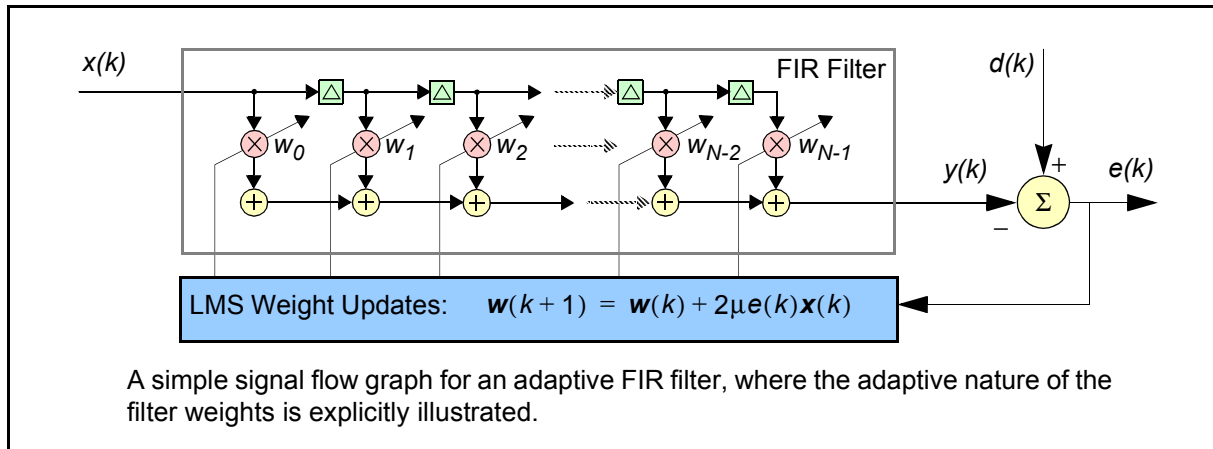 x(k)
FIR Filter
d(k)
w0 w1 w2 wN-2 wN-1
+
y(k)
e(k)
Σ
–
LMS Weight Updates: w(k + 1) = w(k) + 2μe(k)x(k)
A simple signal flow graph for an adaptive FIR filter, where the adaptive nature of the
filter weights is explicitly illustrated.